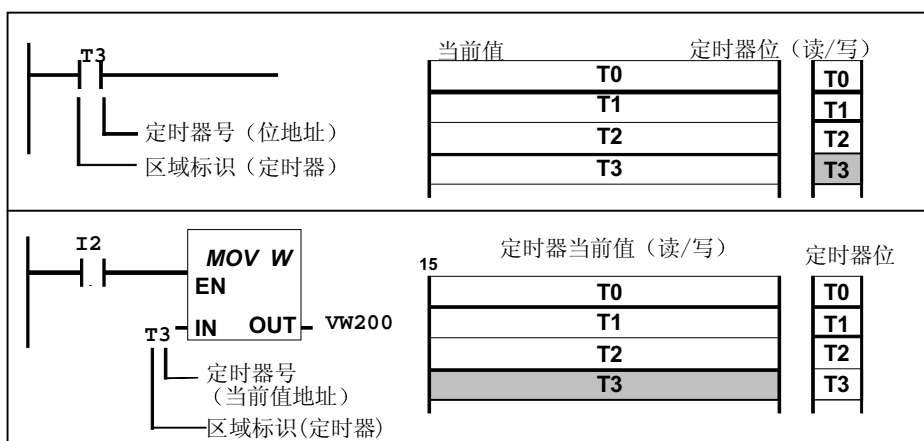 T3
当前值 定时器位（读/写）
T0 T0
T1 T1
定时器号（位地址） T2 T2
区域标识（定时器） T3 T3
I2 MOV W 定时器当前值（读/写） 定时器位
15
EN T0 T0
T3 IN OUT VW200 T1 T1
T2 T2
定时器号 T3 T3
（当前值地址）
区域标识(定时器)